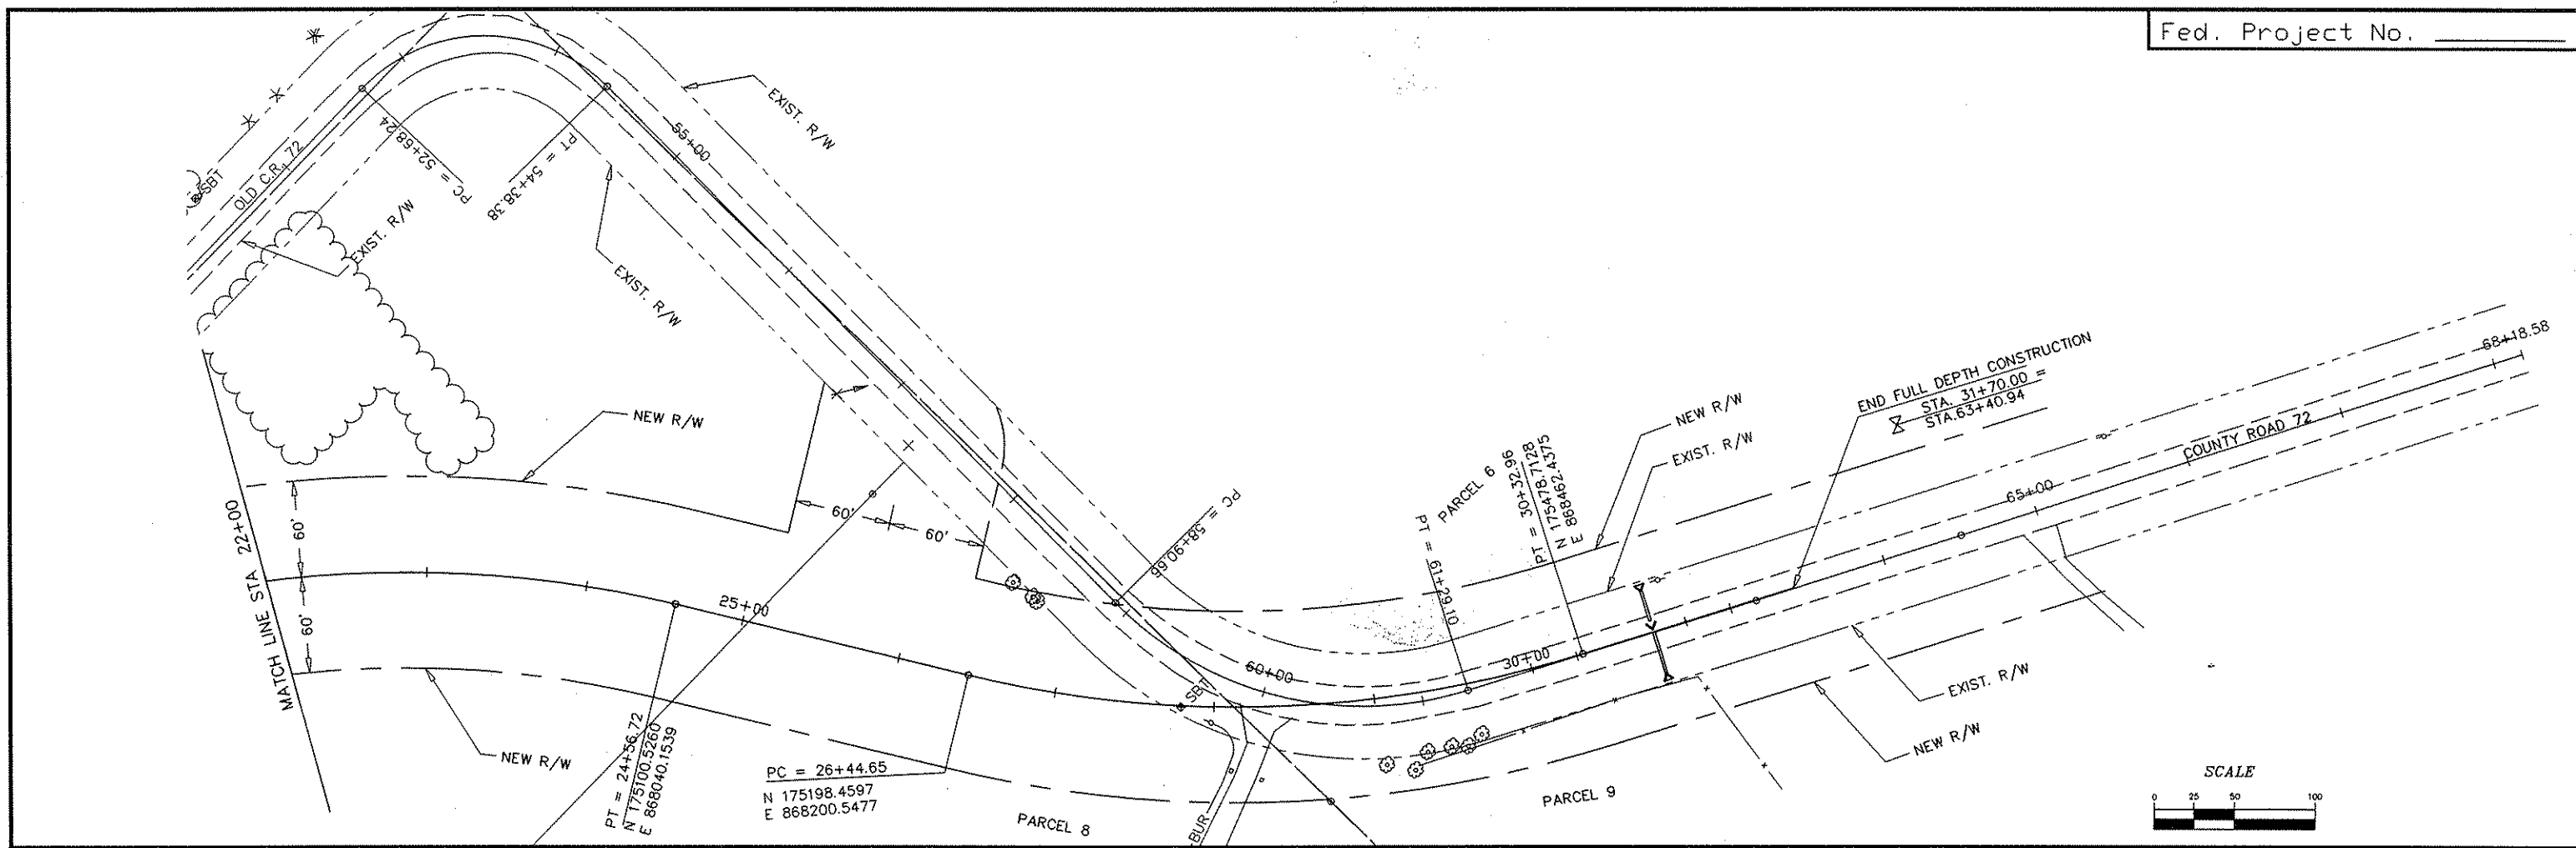 Fed. Project No.
EXIST. R/W
55+00
PC = 52+68.24
PT = 54+38.38
SBT
OLD C.R. 72
EXIST. R/W
EXIST. R/W
NEW R/W
MATCH LINE STA 22+00
60'
60'
60'
60'
25+00
NEW R/W
PT = 24+56.72
N 175100.5260
E 868040.1539
PC = 26+44.65
N 175198.4597
E 868200.5477
PARCEL 8
PC = 58+90.66
SBT
60+00
BUR
PT = 61+29.10
PARCEL 6
PT = 30+32.96
N 175478.7128
E 868462.4375
30+00
NEW R/W
EXIST. R/W
END FULL DEPTH CONSTRUCTION
STA. 31+70.00 =
STA.63+40.94
65+00
COUNTY ROAD 72
68+18.58
EXIST. R/W
NEW R/W
PARCEL 9
SCALE
0 25 50 100